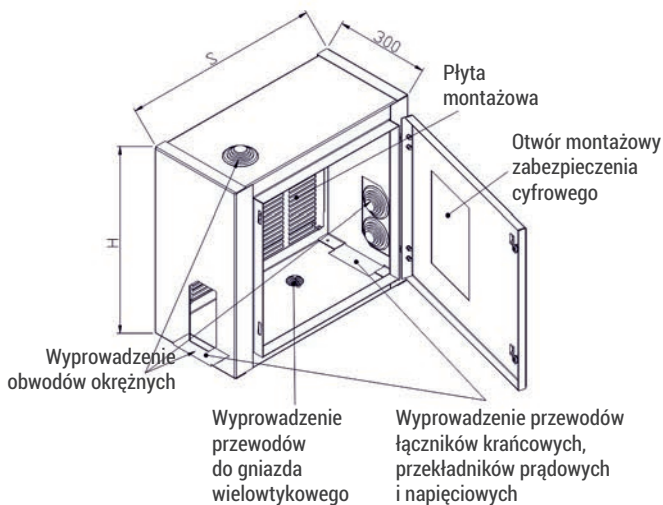 S
300
H
Płyta
montażowa
Otwór montażowy
zabezpieczenia
cyfrowego
Wyprowadzenie
obwodów okrężnych
Wyprowadzenie
przewodów
do gniazda
wielowtykowego
Wyprowadzenie przewodów
łączników krańcowych,
przekładników prądowych
i napięciowych